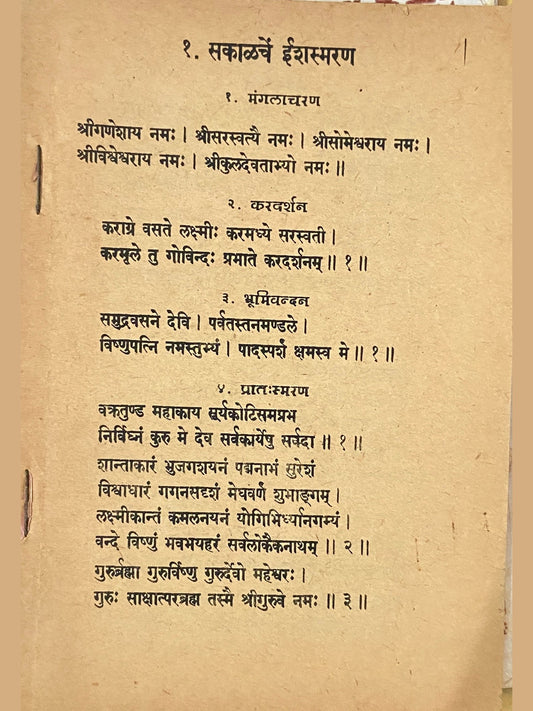 १. सकाळचें ईशस्मरण
१. मंगलाचरण
श्रीगणेशाय नमः । श्रीसरस्वत्यै नमः । श्रीसोमेश्वराय नमः ।
श्रीविश्वेश्वराय नमः । श्रीकुलदेवताभ्यो नमः ॥
२. करदर्शन
कराग्रे वसते लक्ष्मीः करमध्ये सरस्वती ।
करमूले तु गोविन्दः प्रभाते करदर्शनम् ॥ १ ॥
३. भूमिवन्दन
समुद्रवसने देवि । पर्वतस्तनमण्डले ।
विष्णुपत्नि नमस्तुभ्यं । पादस्पर्शं क्षमस्व मे ॥ १ ॥
४. प्रातःस्मरण
वक्रतुण्ड महाकाय सूर्यकोटिसमप्रभ
निर्विघ्नं कुरु मे देव सर्वकार्येषु सर्वदा ॥ १ ॥
शान्ताकारं भुजगशयनं पद्मनाभं सुरेशं
विश्वाधारं गगनसदृशं मेघवर्णं शुभाङ्गम् ।
लक्ष्मीकान्तं कमलनयनं योगिभिर्ध्यानगम्यं ।
वन्दे विष्णुं भवभयहरं सर्वलोकैकनाथम् ॥ २ ॥
गुरुर्ब्रह्मा गुरुर्विष्णु गुरुर्देवो महेश्वरः ।
गुरुः साक्षात्परब्रह्म तस्मै श्रीगुरुवे नमः ॥ ३ ॥